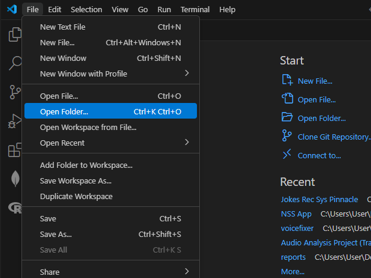 File Edit Selection View Go Run Terminal Help
New Text File Ctrl+N
New File... Ctrl+Alt+Windows+N
New Window Ctrl+Shift+N
New Window with Profile
Open File... Ctrl+O
Open Folder... Ctrl+K Ctrl+O
Open Workspace from File...
Open Recent
Add Folder to Workspace...
Save Workspace As...
Duplicate Workspace
Save Ctrl+S
Save As... Ctrl+Shift+S
Save All Ctrl+K S
Share
Start
New File...
Open File...
Open Folder...
Clone Git Repository...
Connect to...
Recent
Jokes Rec Sys Pinnacle
NSS App C:\Users\User\
voicefixer C:\Users\User\
Audio Analysis Project (Tra
reports C:\Users\User\De
More...